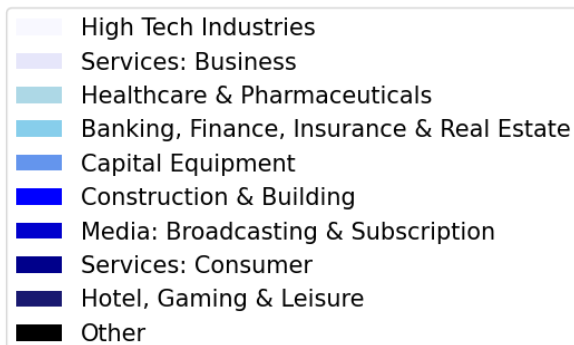 High Tech Industries
Services: Business
Healthcare & Pharmaceuticals
Banking, Finance, Insurance & Real Estate
Capital Equipment
Construction & Building
Media: Broadcasting & Subscription
Services: Consumer
Hotel, Gaming & Leisure
Other